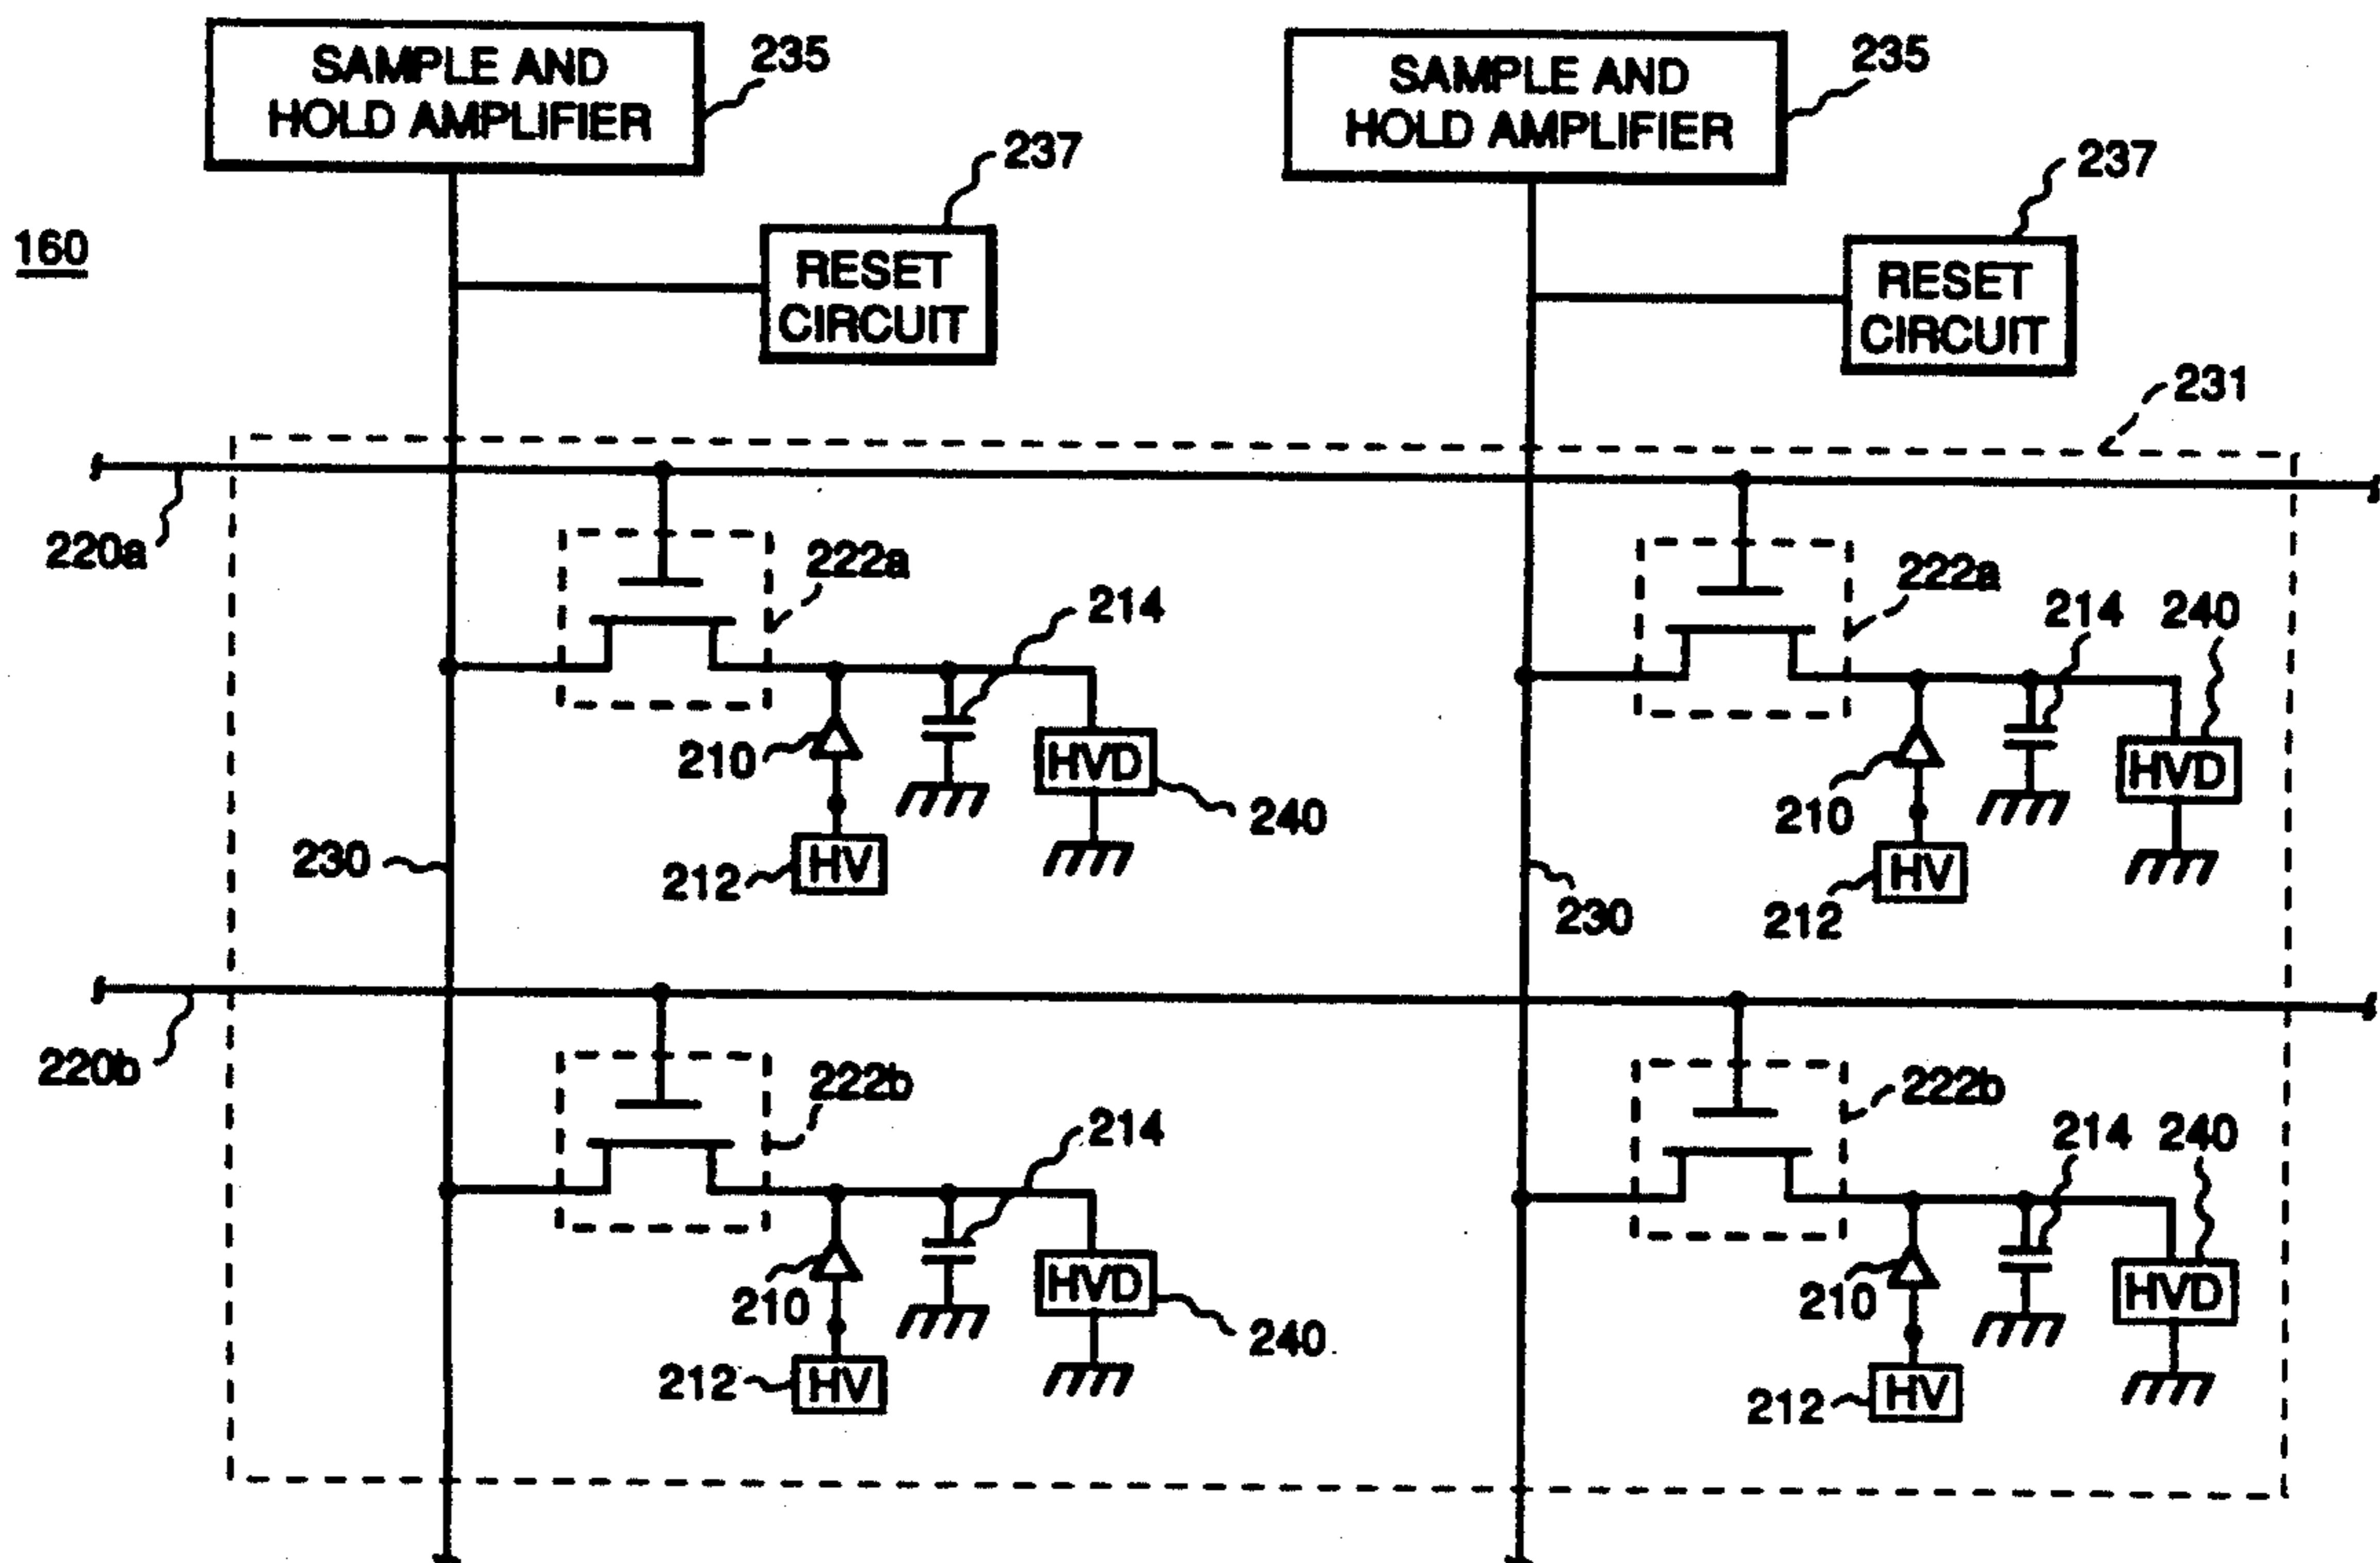 SAMPLE AND
HOLD AMPLIFIER
235
SAMPLE AND
HOLD AMPLIFIER
235
237
237
160
RESET
CIRCUIT
RESET
CIRCUIT
231
220a
222a
214
222a
214
240
210
HVD
240
210
HVD
230
212
HV
230
212
HV
220b
222b
214
222b
214
240
210
HVD
240
210
HVD
212
HV
212
HV